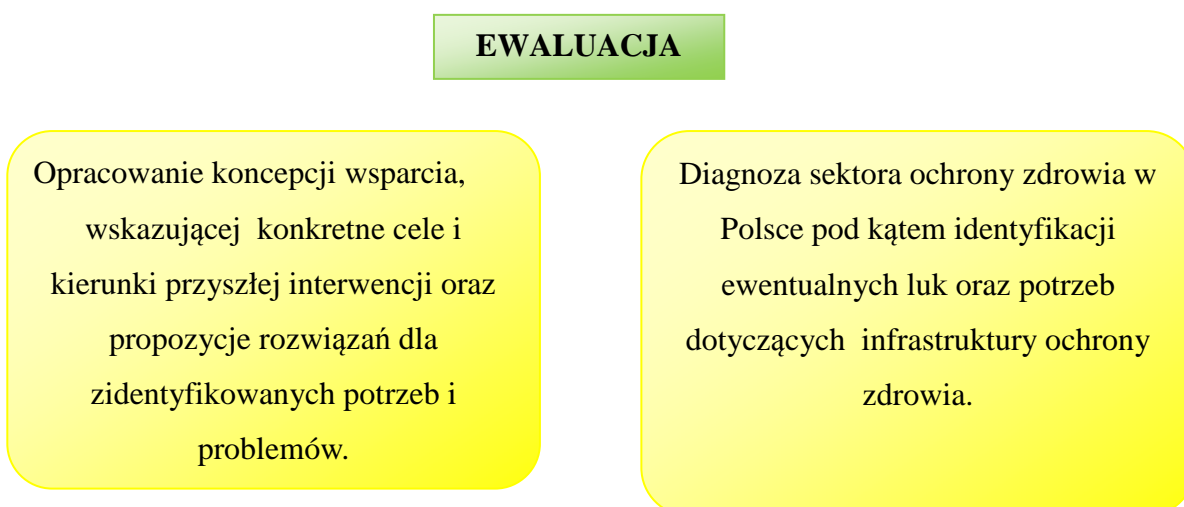 EWALUACJA
Opracowanie koncepcji wsparcia,
wskazującej konkretne cele i
kierunki przyszłej interwencji oraz
propozycje rozwiązań dla
zidentyfikowanych potrzeb i
problemów.
Diagnoza sektora ochrony zdrowia w
Polsce pod kątem identyfikacji
ewentualnych luk oraz potrzeb
dotyczących infrastruktury ochrony
zdrowia.